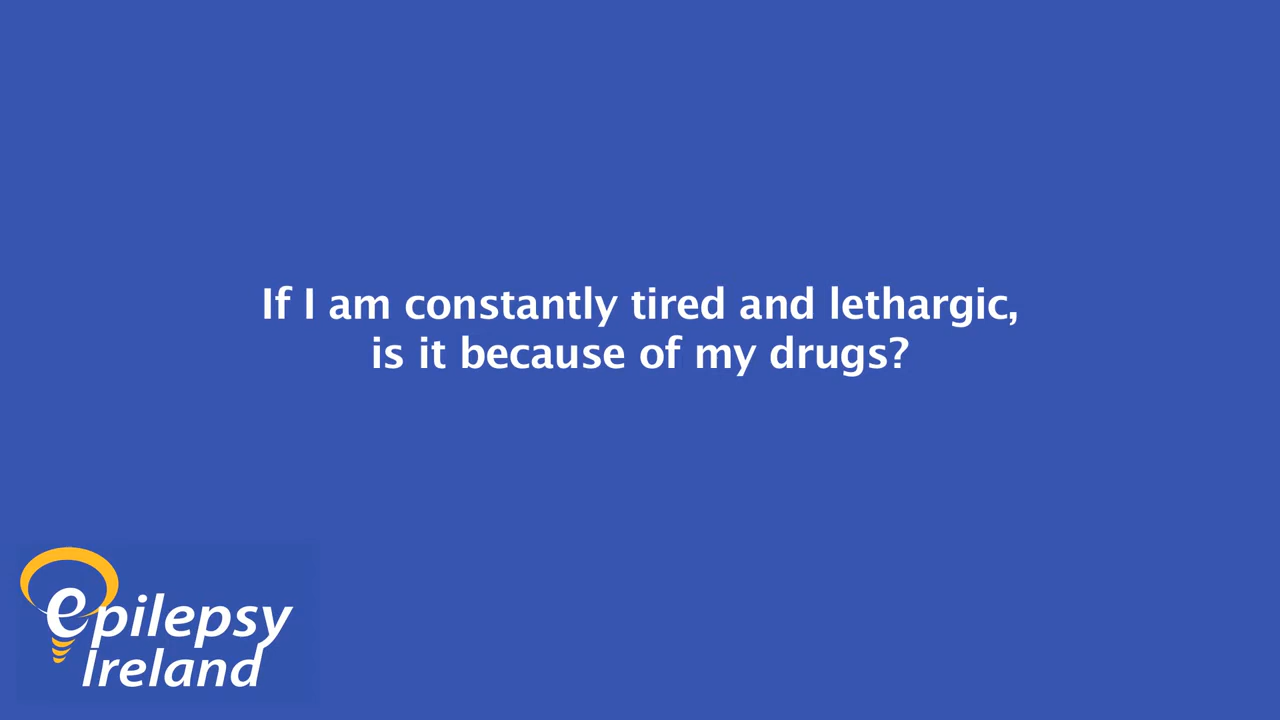 If I am constantly tired and lethargic,
is it because of my drugs?
epilepsy
Ireland